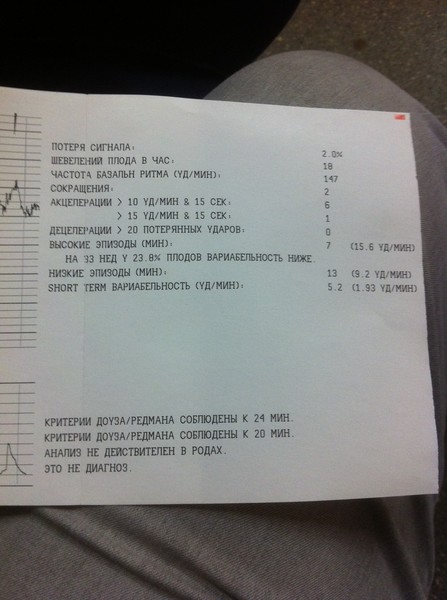 ПОТЕРЯ СИГНАЛА: 2.0%
ШЕВЕЛЕНИЙ ПЛОДА В ЧАС: 18
ЧАСТОТА БАЗАЛЬН РИТМА (УД/МИН): 147
СОКРАЩЕНИЯ: 2
АКЦЕЛЕРАЦИИ > 10 УД/МИН & 15 СЕК: 6
> 15 УД/МИН & 15 СЕК: 1
ДЕЦЕЛЕРАЦИИ > 20 ПОТЕРЯННЫХ УДАРОВ: 0
ВЫСОКИЕ ЭПИЗОДЫ (МИН): 7 (15.6 УД/МИН)
НА 33 НЕД У 23.8% ПЛОДОВ ВАРИАБЕЛЬНОСТЬ НИЖЕ.
НИЗКИЕ ЭПИЗОДЫ (МИН): 13 (9.2 УД/МИН)
SHORT TERM ВАРИАБЕЛЬНОСТЬ (УД/МИН): 5.2 (1.93 УД/МИН)
КРИТЕРИИ ДОУЗА/РЕДМАНА СОБЛЮДЕНЫ К 24 МИН.
КРИТЕРИИ ДОУЗА/РЕДМАНА СОБЛЮДЕНЫ К 20 МИН.
АНАЛИЗ НЕ ДЕЙСТВИТЕЛЕН В РОДАХ.
ЭТО НЕ ДИАГНОЗ.